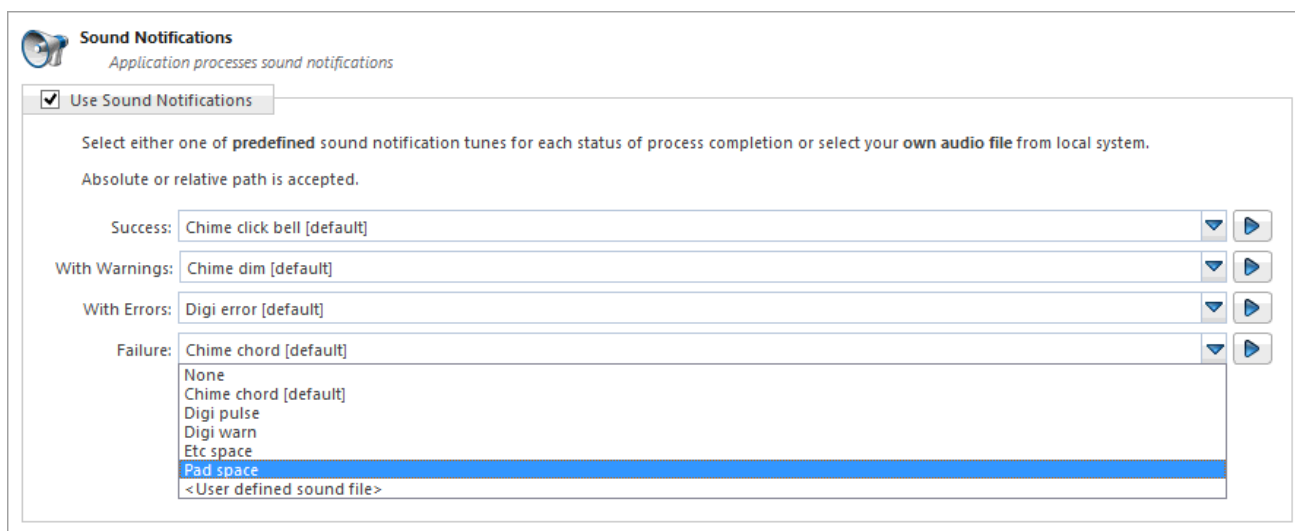 Sound Notifications
Application processes sound notifications
Use Sound Notifications
Select either one of predefined sound notification tunes for each status of process completion or select your own audio file from local system.
Absolute or relative path is accepted.
Success: Chime click bell [default]
With Warnings: Chime dim [default]
With Errors: Digi error [default]
Failure: Chime chord [default]
None
Chime chord [default]
Digi pulse
Digi warn
Etc space
Pad space
<User defined sound file>